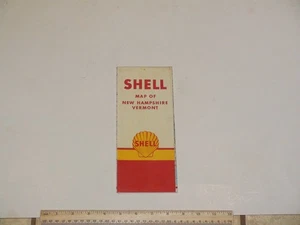 SHELL
MAP OF
NEW HAMPSHIRE
VERMONT
SHELL